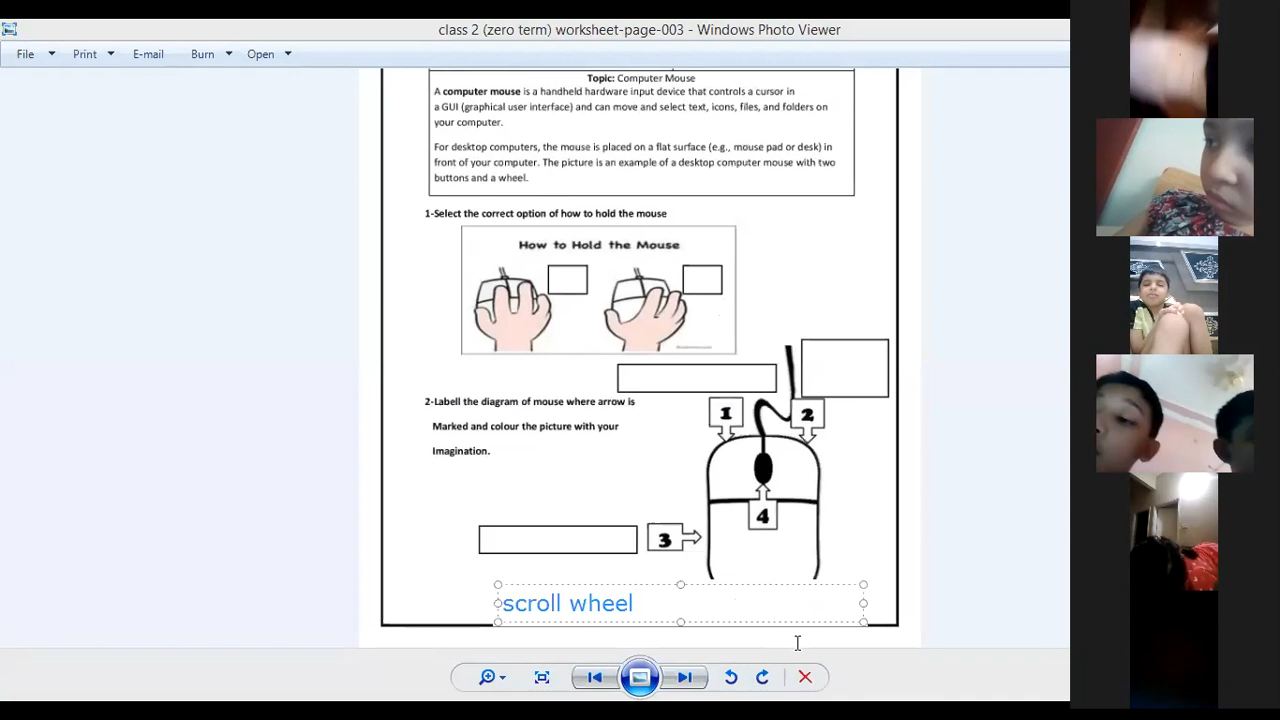 class 2 (zero term) worksheet-page-003 - Windows Photo Viewer
File Print E-mail Burn Open
Topic: Computer Mouse
A computer mouse is a handheld hardware input device that controls a cursor in
a GUI (graphical user interface) and can move and select text, icons, files, and folders on
your computer.
For desktop computers, the mouse is placed on a flat surface (e.g., mouse pad or desk) in
front of your computer. The picture is an example of a desktop computer mouse with two
buttons and a wheel.
1-Select the correct option of how to hold the mouse
How to Hold the Mouse
2-Labell the diagram of mouse where arrow is
Marked and colour the picture with your
Imagination.
1
2
4
3
scroll wheel